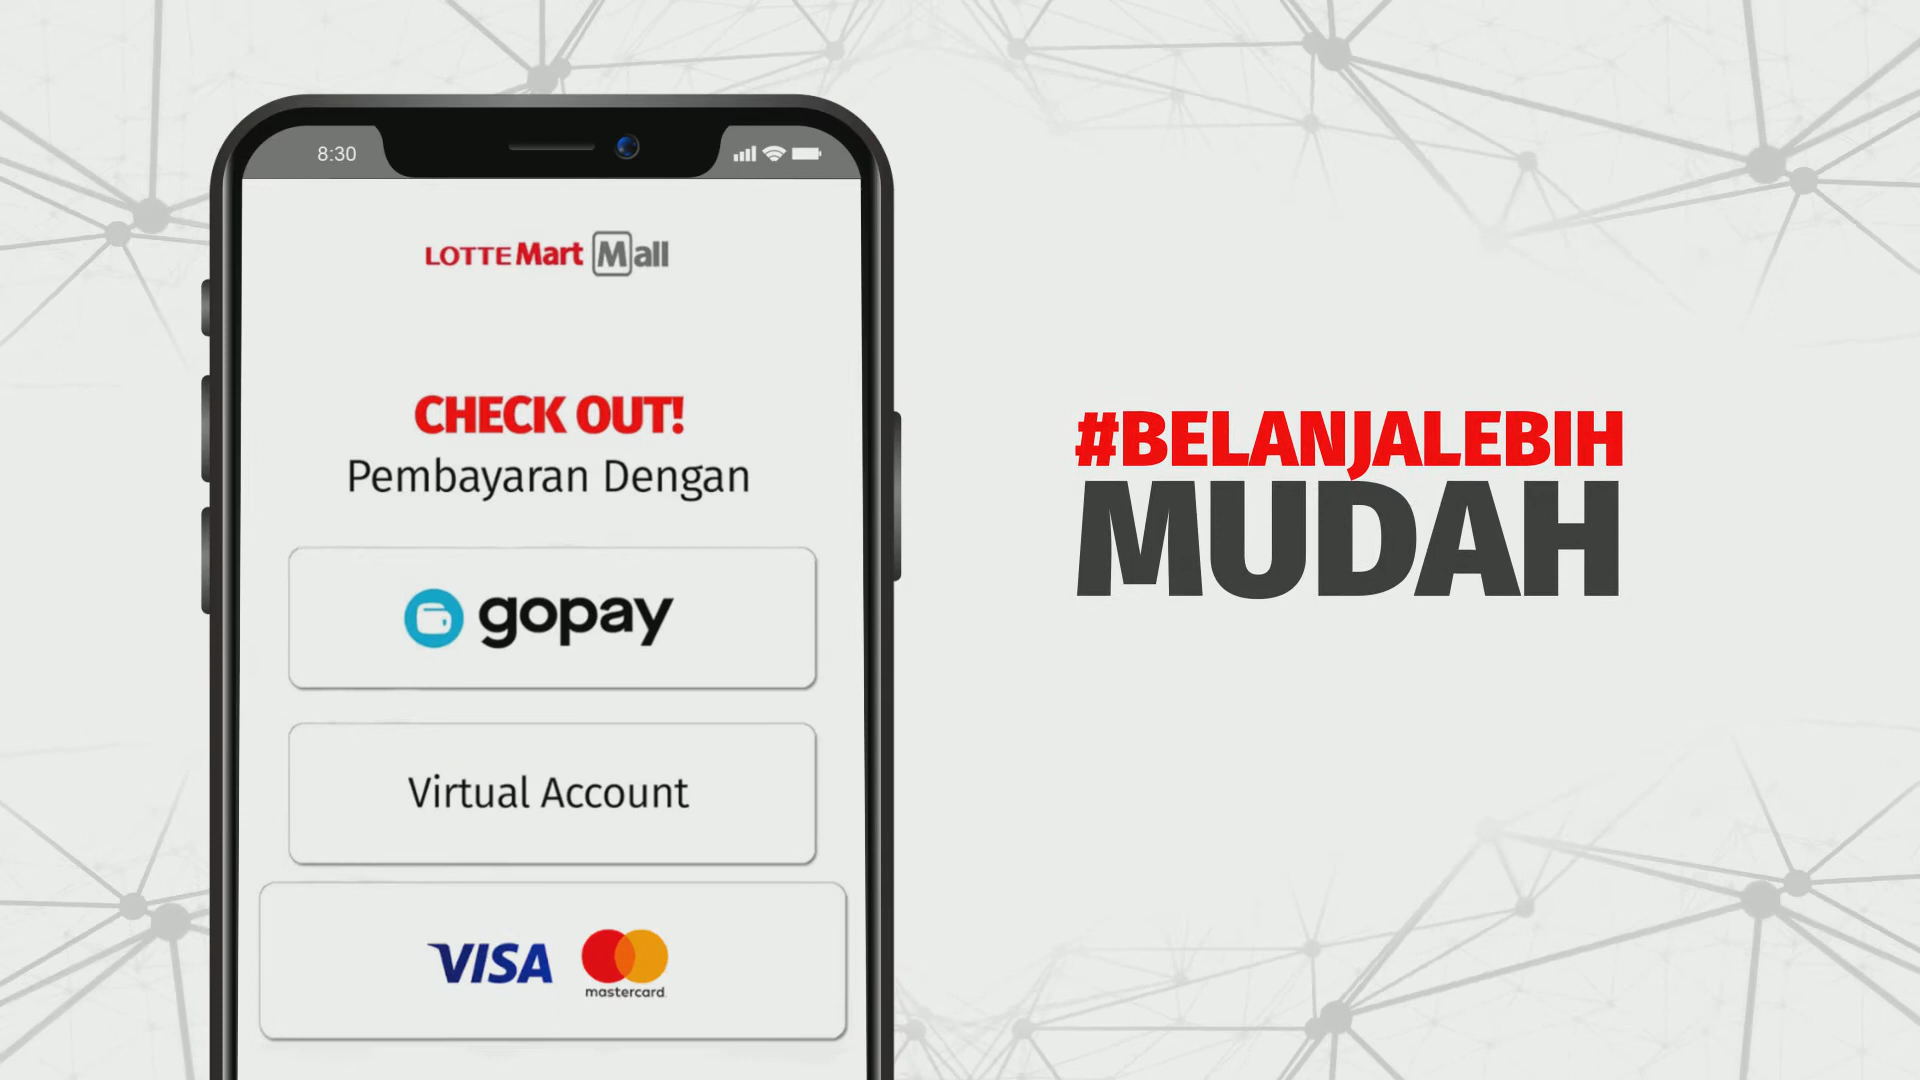 8:30
LOTTE Mart Mall
CHECK OUT!
Pembayaran Dengan
gopay
Virtual Account
VISA mastercard
#BELANJALEBIH
MUDAH